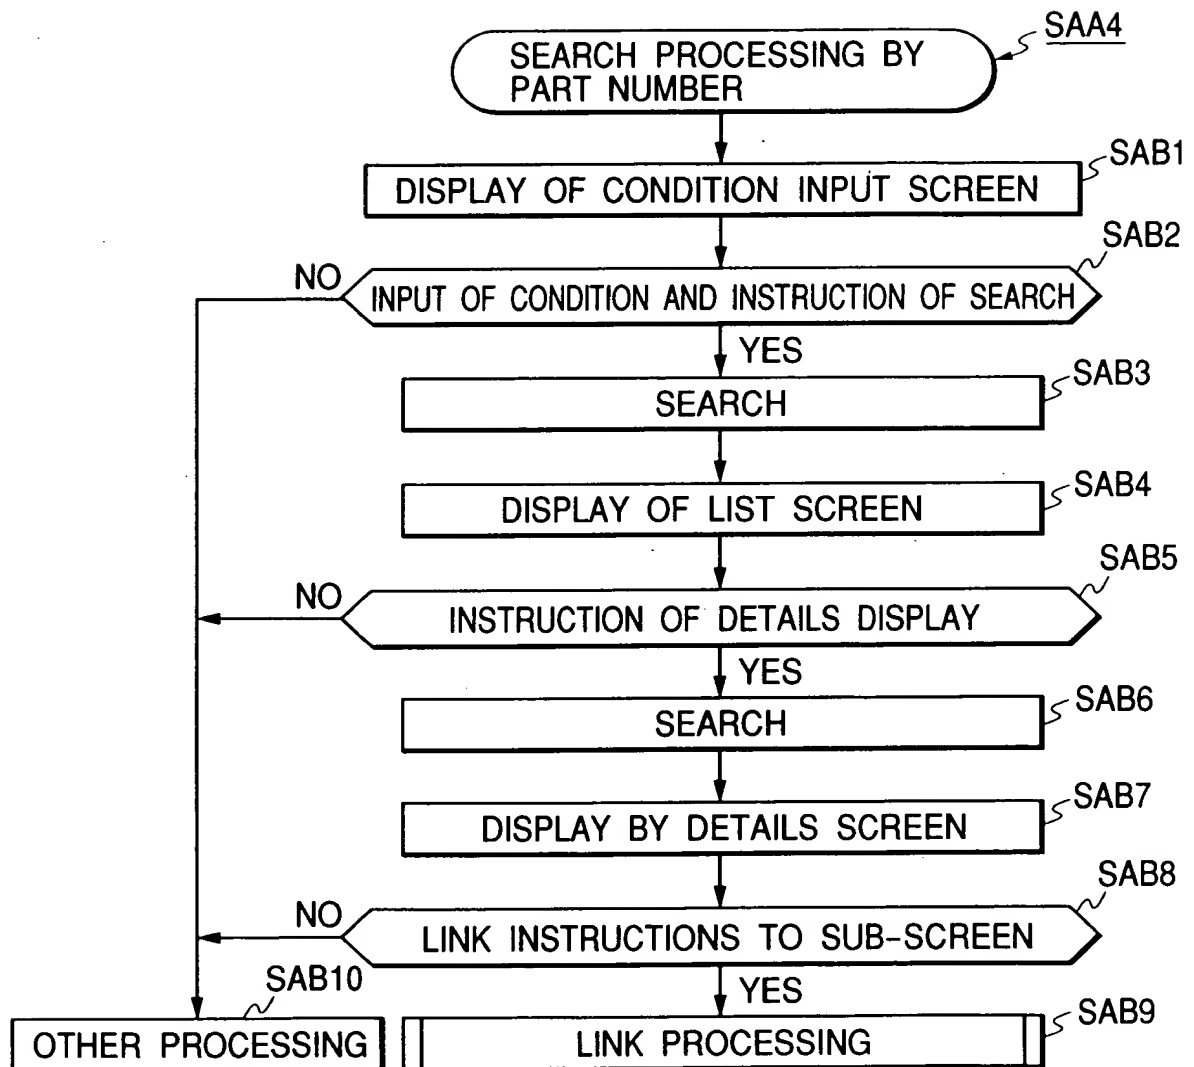 SAA4
SEARCH PROCESSING BY
PART NUMBER
SAB1
DISPLAY OF CONDITION INPUT SCREEN
SAB2
NO
INPUT OF CONDITION AND INSTRUCTION OF SEARCH
YES
SAB3
SEARCH
SAB4
DISPLAY OF LIST SCREEN
SAB5
NO
INSTRUCTION OF DETAILS DISPLAY
YES
SAB6
SEARCH
SAB7
DISPLAY BY DETAILS SCREEN
SAB8
NO
LINK INSTRUCTIONS TO SUB-SCREEN
YES
SAB10
OTHER PROCESSING
SAB9
LINK PROCESSING